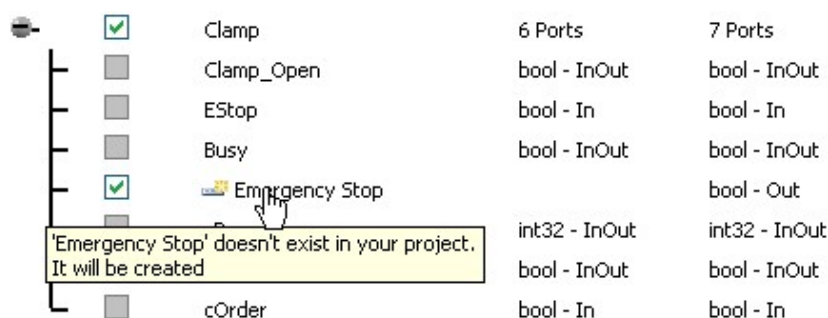 Clamp 6 Ports 7 Ports
Clamp_Open bool - InOut bool - InOut
EStop bool - In bool - In
Busy bool - InOut bool - InOut
Emergency Stop bool - Out
int32 - InOut int32 - InOut
'Emergency Stop' doesn't exist in your project.
It will be created
bool - InOut bool - InOut
cOrder bool - In bool - In